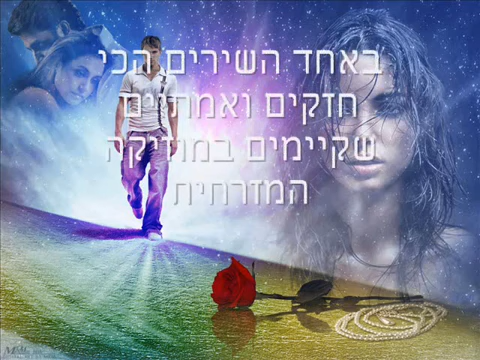 באחד השירים הכי
חזקים ואמתיים
שקיימים במוזיקה
המזרחית